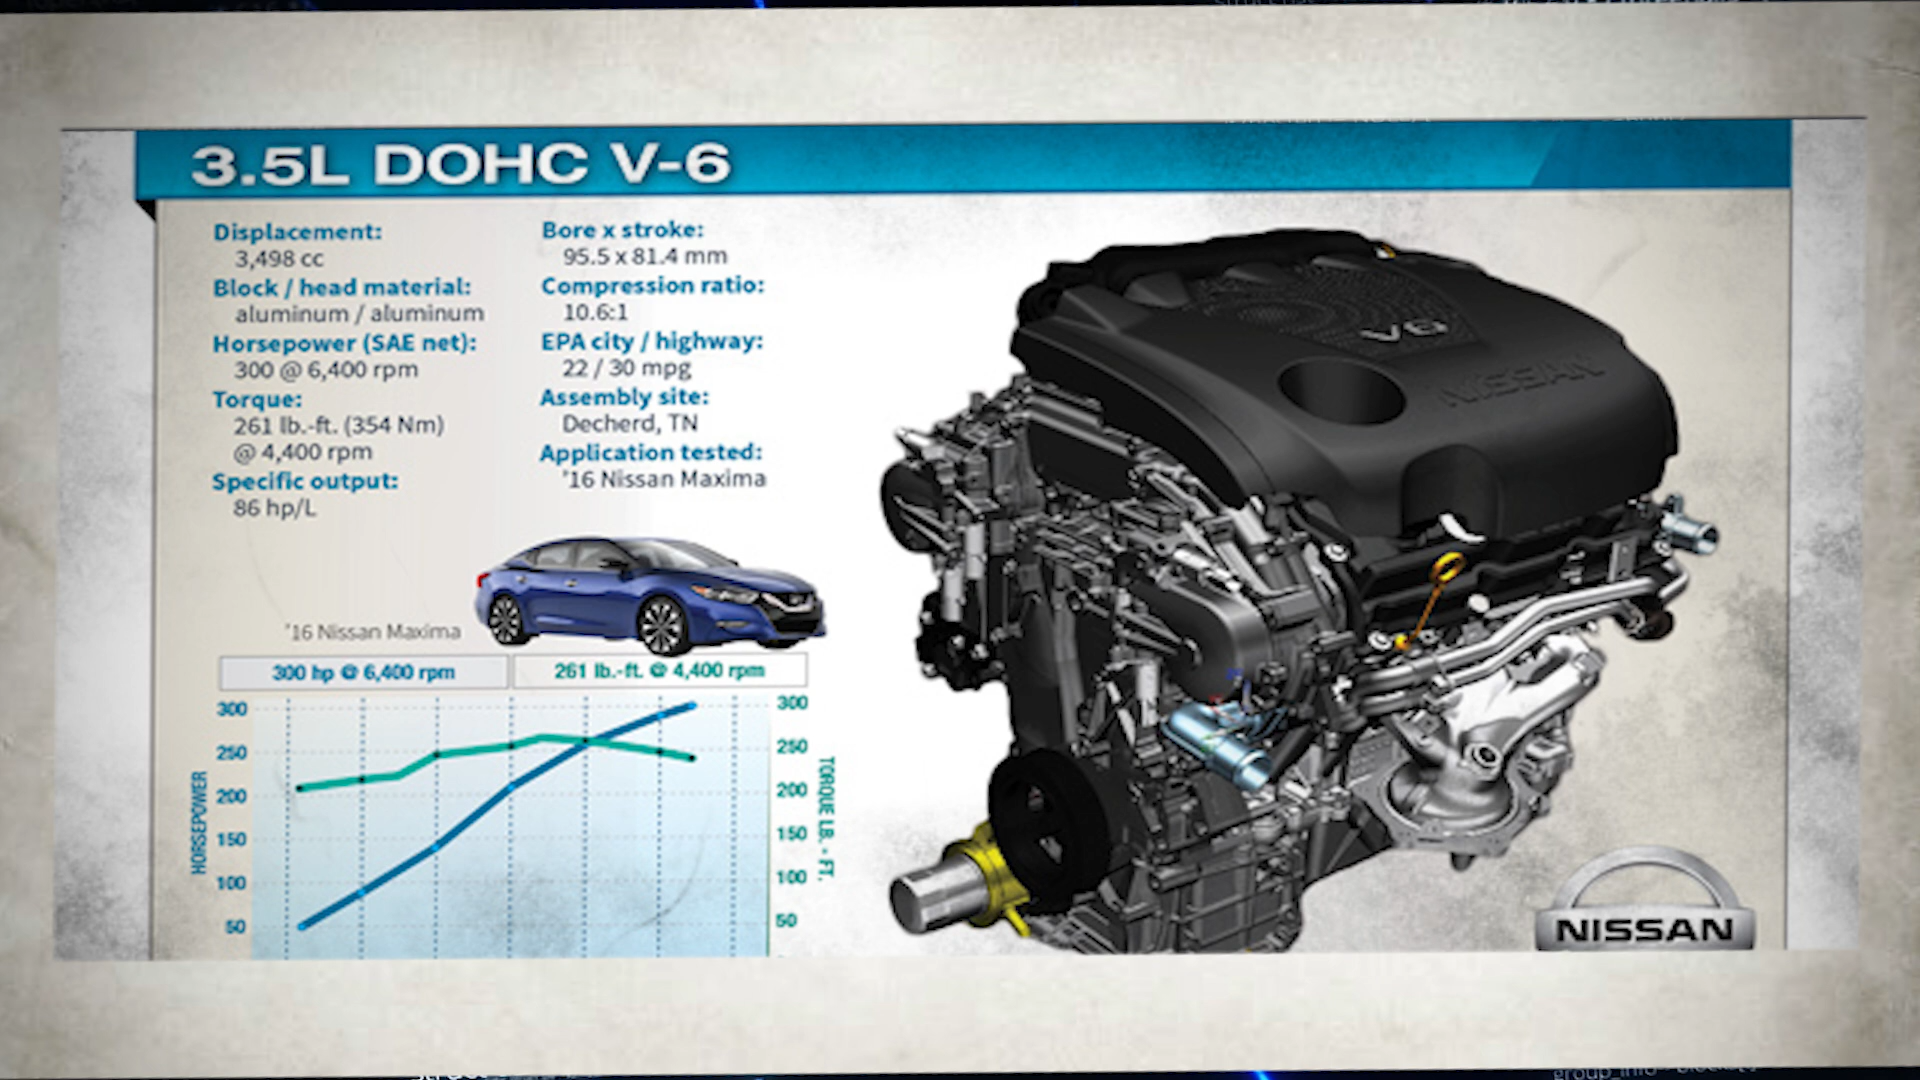 3.5L DOHC V-6
Displacement:
3,498 cc
Block / head material:
aluminum / aluminum
Horsepower (SAE net):
300 @ 6,400 rpm
Torque:
261 lb.-ft. (354 Nm)
@ 4,400 rpm
Specific output:
86 hp/L
Bore x stroke:
95.5 x 81.4 mm
Compression ratio:
10.6:1
EPA city / highway:
22 / 30 mpg
Assembly site:
Decherd, TN
Application tested:
'16 Nissan Maxima
'16 Nissan Maxima
300 hp @ 6,400 rpm
261 lb.-ft. @ 4,400 rpm
HORSEPOWER
300
250
200
150
100
50
300
250
200
150
100
50
TORQUE LB. - FT.
V6
NISSAN
NISSAN